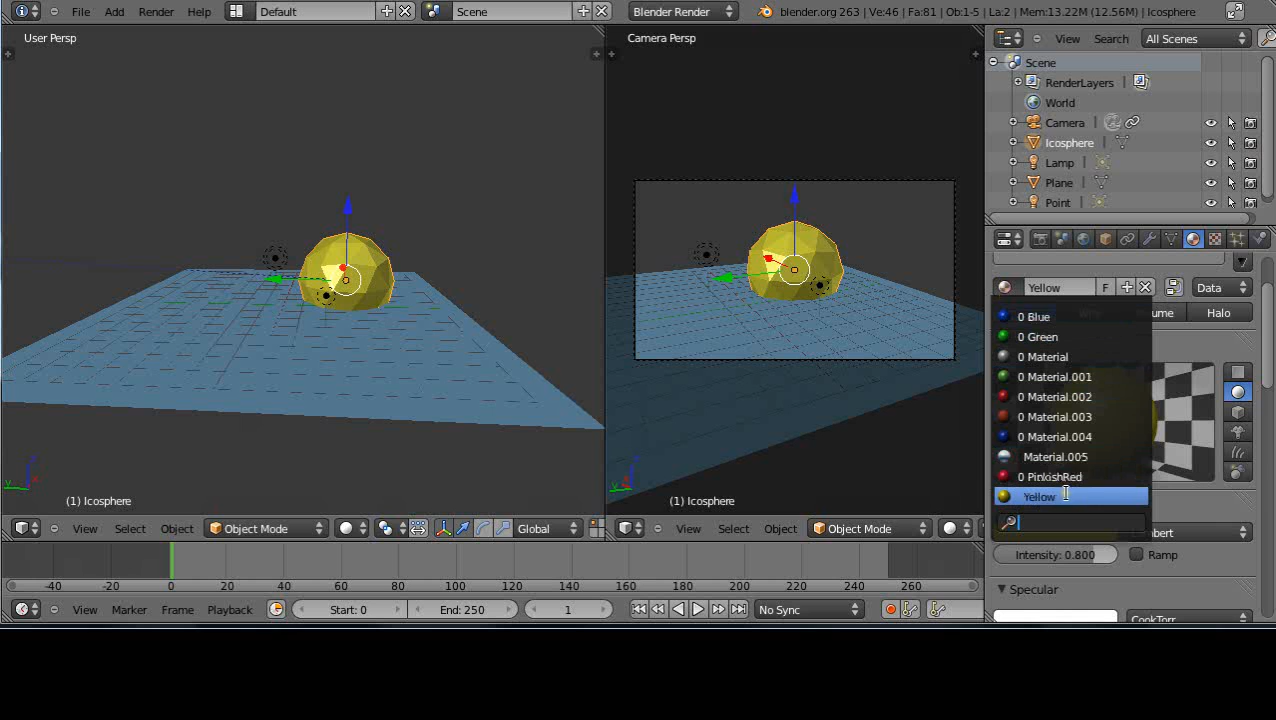 File Add Render Help Default Scene Blender Render blender.org 263 | Ve:46 | Fa:81 | Ob:1-5 | La:2 | Mem:13.22M (12.56M) | Icosphere
User Persp
Camera Persp
View Search All Scenes
Scene
RenderLayers
World
Camera
Icosphere
Lamp
Plane
Point
Yellow F Data
Halo
0 Blue
0 Green
0 Material
0 Material.001
0 Material.002
0 Material.003
0 Material.004
Material.005
0 PinkishRed
Yellow
Intensity: 0.800 Ramp
Specular
CookTorr
(1) Icosphere
(1) Icosphere
View Select Object Object Mode Global
View Select Object Object Mode
-40 -20 0 20 40 60 80 100 120 140 160 180 200 220 240 260
View Marker Frame Playback Start: 0 End: 250 1 No Sync